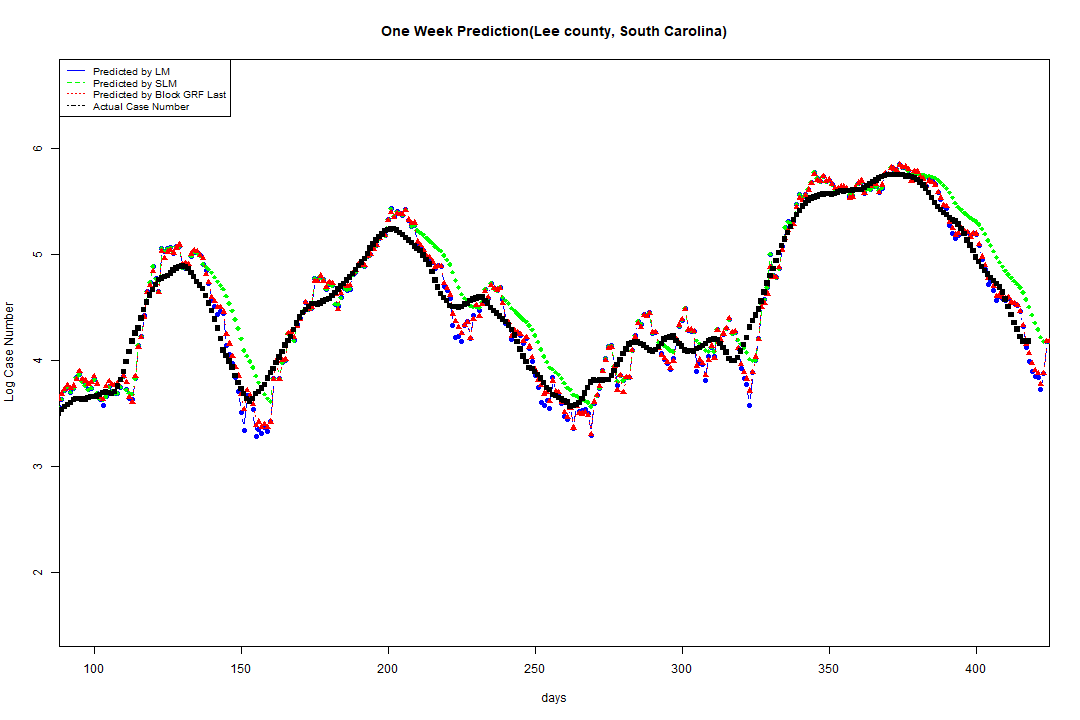 One Week Prediction(Lee county, South Carolina)
Predicted by LM
Predicted by SLM
Predicted by Block GRF Last
Actual Case Number
Log Case Number
6
5
4
3
2
100 150 200 250 300 350 400
days